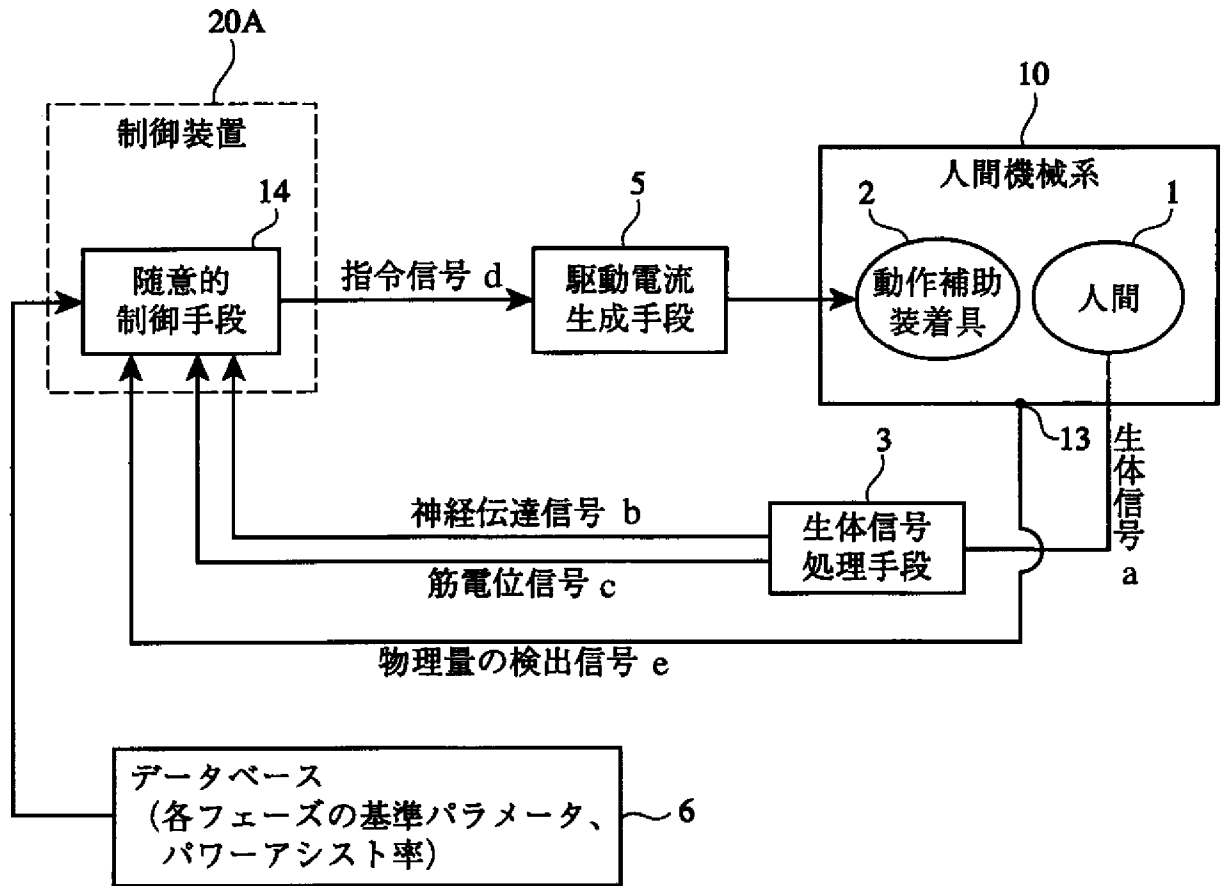 20A
制御装置
14
随意的
制御手段
指令信号 d
5
駆動電流
生成手段
10
人間機械系
2
1
動作補助
装着具
人間
13
生体信号
a
3
生体信号
処理手段
神経伝達信号 b
筋電位信号 c
物理量の検出信号 e
データベース
(各フェーズの基準パラメータ、
パワーアシスト率)
6